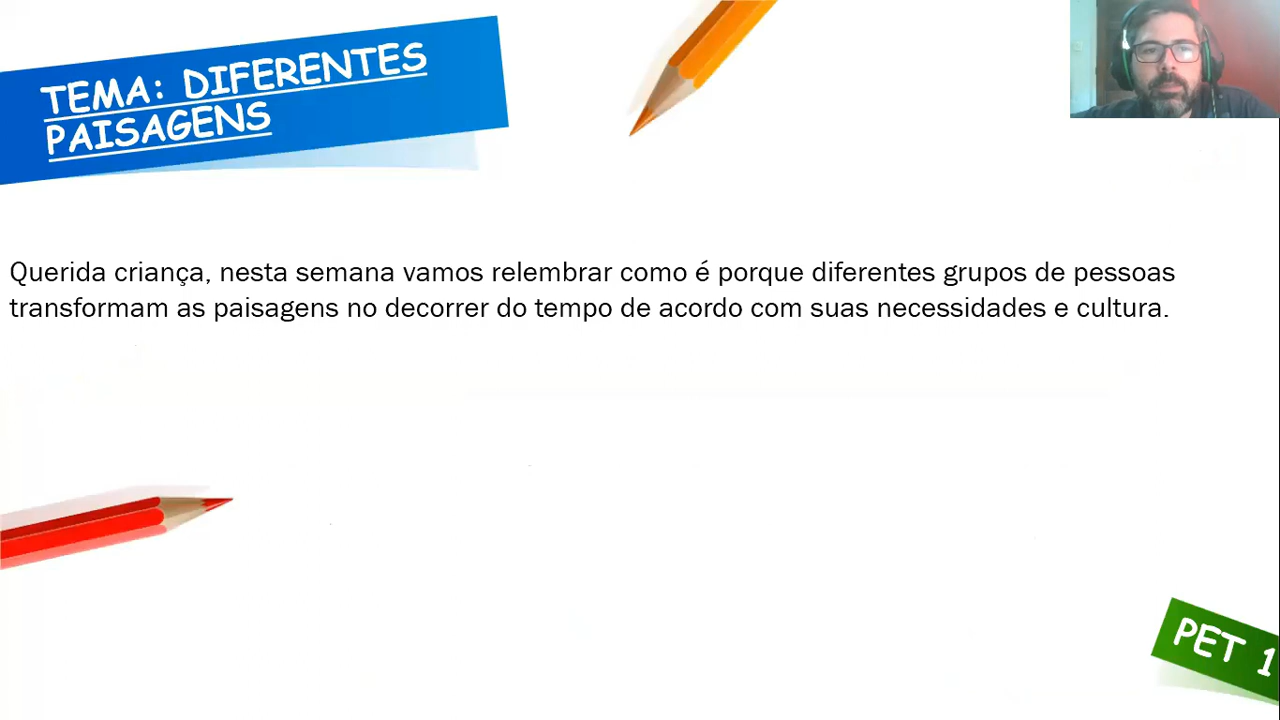 TEMA: DIFERENTES
PAISAGENS
Querida criança, nesta semana vamos relembrar como é porque diferentes grupos de pessoas
transformam as paisagens no decorrer do tempo de acordo com suas necessidades e cultura.
PET 1